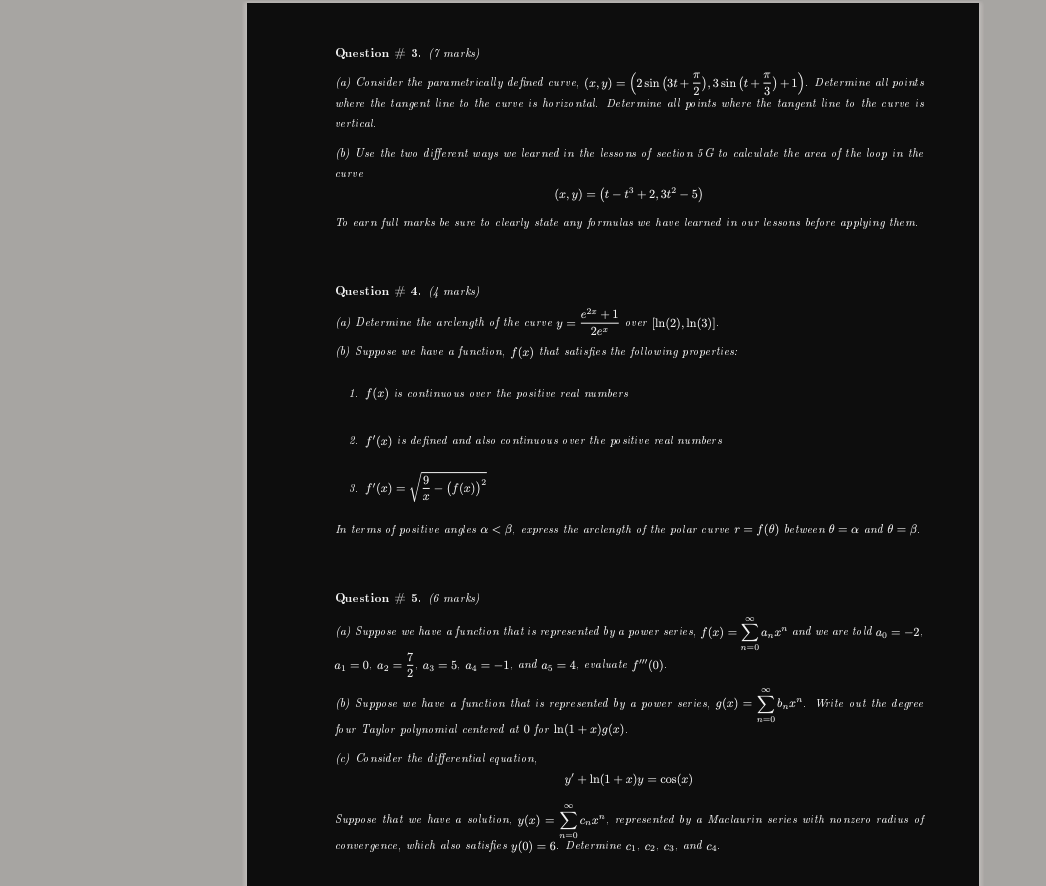 Question # 3. (7 marks)
(a) Consider the parametrically defined curve, (x, y) = (2 sin (3t + π/2), 3 sin (t + π/3) + 1). Determine all points
where the tangent line to the curve is horizontal. Determine all points where the tangent line to the curve is
vertical.
(b) Use the two different ways we learned in the lessons of section 5G to calculate the area of the loop in the
curve
(x, y) = (t − t³ + 2, 3t² − 5)
To earn full marks be sure to clearly state any formulas we have learned in our lessons before applying them.
Question # 4. (4 marks)
(a) Determine the arclength of the curve y = (e²ˣ + 1)/(2eˣ) over [ln(2), ln(3)].
(b) Suppose we have a function, f(x) that satisfies the following properties:
1. f(x) is continuous over the positive real numbers
2. f′(x) is defined and also continuous over the positive real numbers
3. f′(x) = √(9/x − (f(x))²)
In terms of positive angles α < β, express the arclength of the polar curve r = f(θ) between θ = α and θ = β.
Question # 5. (6 marks)
(a) Suppose we have a function that is represented by a power series, f(x) = ∑_{n=0}^{∞} aₙxⁿ and we are told a₀ = −2,
a₁ = 0, a₂ = 7/2, a₃ = 5, a₄ = −1, and a₅ = 4, evaluate f′′′(0).
(b) Suppose we have a function that is represented by a power series, g(x) = ∑_{n=0}^{∞} bₙxⁿ. Write out the degree
four Taylor polynomial centered at 0 for ln(1 + x)g(x).
(c) Consider the differential equation,
y′ + ln(1 + x)y = cos(x)
Suppose that we have a solution, y(x) = ∑_{n=0}^{∞} cₙxⁿ, represented by a Maclaurin series with nonzero radius of
convergence, which also satisfies y(0) = 6. Determine c₁, c₂, c₃, and c₄.